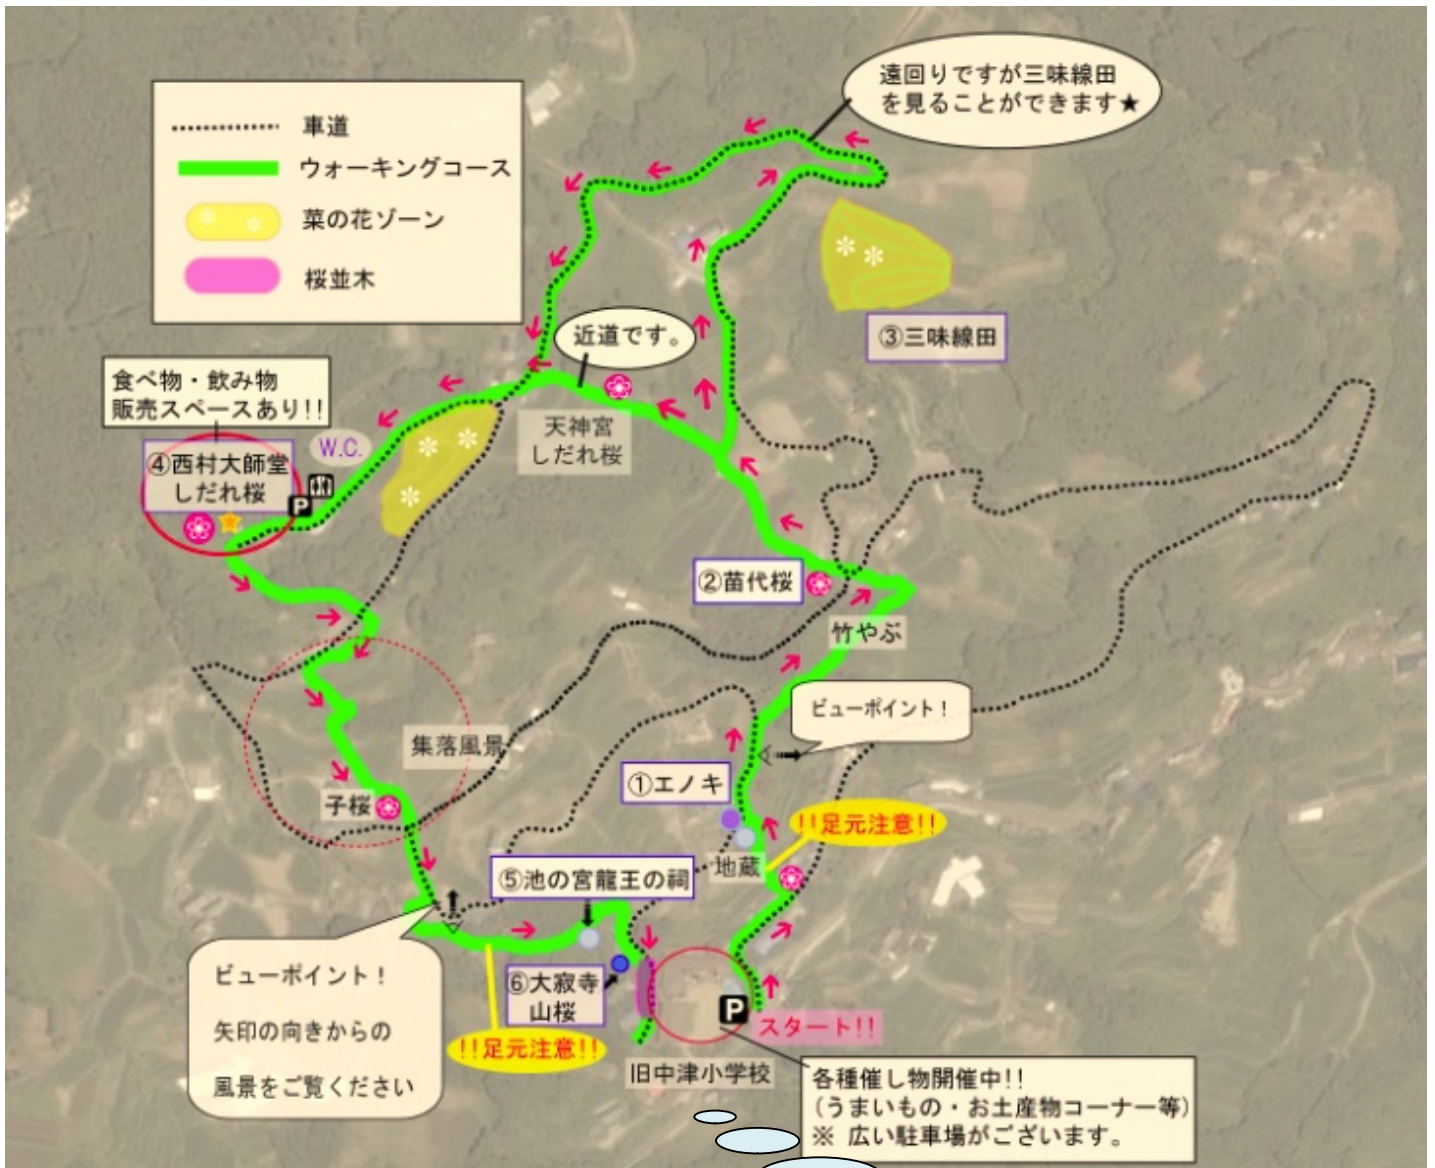 遠回りですが三味線田
を見ることができます★
車道
ウォーキングコース
菜の花ゾーン
桜並木
近道です。
③三味線田
食べ物・飲み物
販売スペースあり!!
W.C.
④西村大師堂
しだれ桜
P
天神宮
しだれ桜
②苗代桜
竹やぶ
ビューポイント！
集落風景
①エノキ
子桜
!!足元注意!!
地蔵
⑤池の宮龍王の祠
ビューポイント！
矢印の向きからの
風景をご覧ください
⑥大寂寺
山桜
P
スタート!!
!!足元注意!!
旧中津小学校
各種催し物開催中!!
(うまいもの・お土産物コーナー等)
※ 広い駐車場がございます。